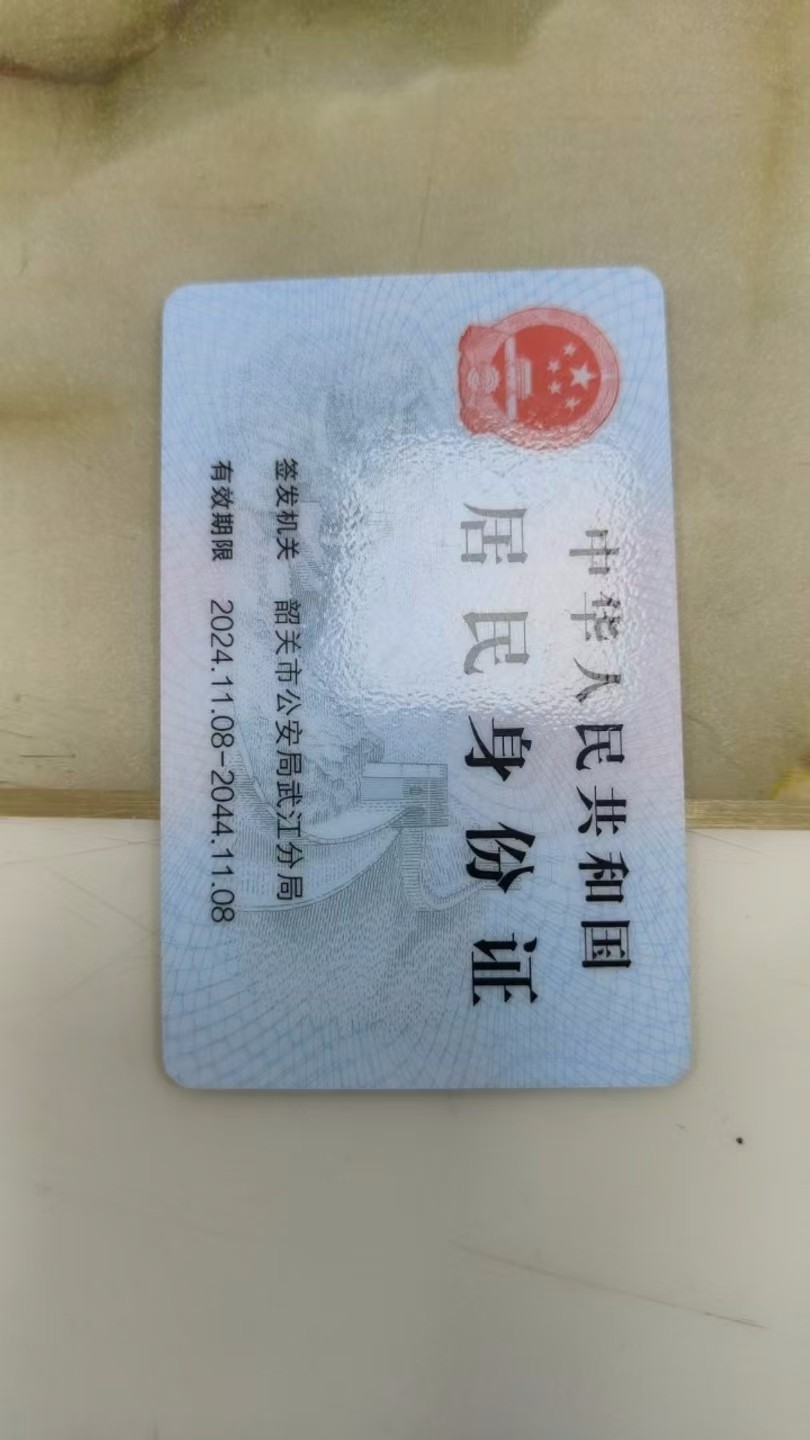 中华人民共和国
居民身份证
签发机关 韶关市公安局武江分局
有效期限 2024.11.08-2044.11.08